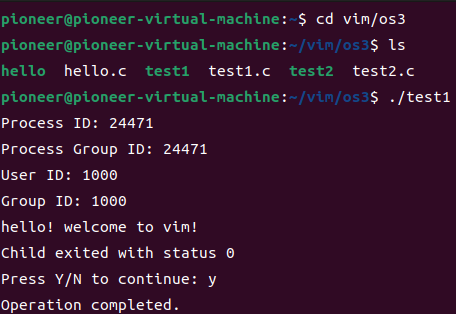 pioneer@pioneer-virtual-machine:~$ cd vim/os3
pioneer@pioneer-virtual-machine:~/vim/os3$ ls
hello  hello.c  test1  test1.c  test2  test2.c
pioneer@pioneer-virtual-machine:~/vim/os3$ ./test1
Process ID: 24471
Process Group ID: 24471
User ID: 1000
Group ID: 1000
hello! welcome to vim!
Child exited with status 0
Press Y/N to continue: y
Operation completed.